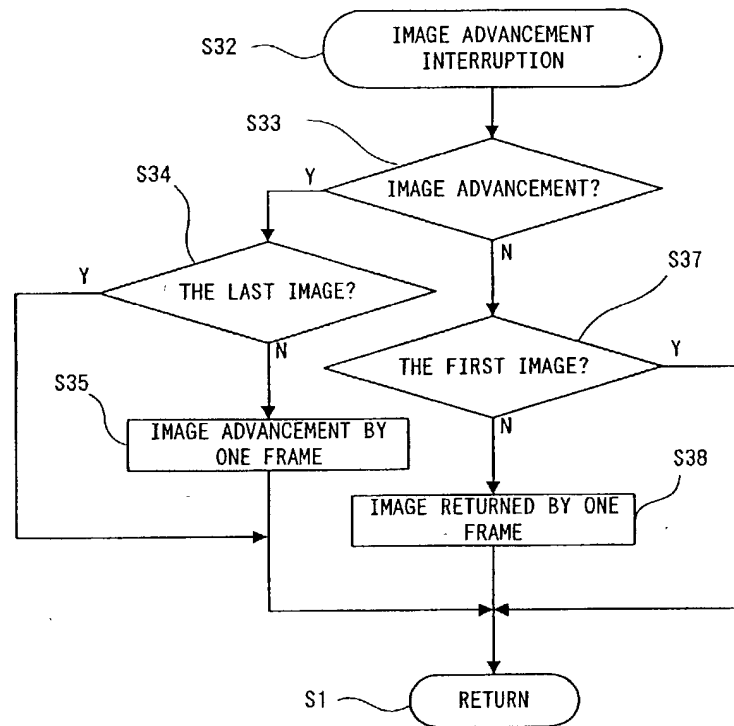 S32
IMAGE ADVANCEMENT
INTERRUPTION
S33
IMAGE ADVANCEMENT?
Y
N
S34
THE LAST IMAGE?
Y
N
S37
THE FIRST IMAGE?
Y
N
S35
IMAGE ADVANCEMENT BY
ONE FRAME
S38
IMAGE RETURNED BY ONE
FRAME
S1
RETURN